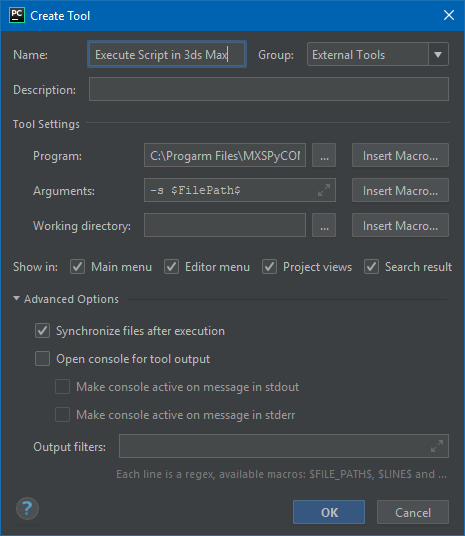 PC Create Tool
Name: Execute Script in 3ds Max Group: External Tools
Description:
Tool Settings
Program: C:\Progarm Files\MXSPyCOM ... Insert Macro...
Arguments: -s $FilePath$ Insert Macro...
Working directory: ... Insert Macro...
Show in: Main menu Editor menu Project views Search result
Advanced Options
Synchronize files after execution
Open console for tool output
Make console active on message in stdout
Make console active on message in stderr
Output filters:
Each line is a regex, available macros: $FILE_PATH$, $LINE$ and ...
? OK Cancel